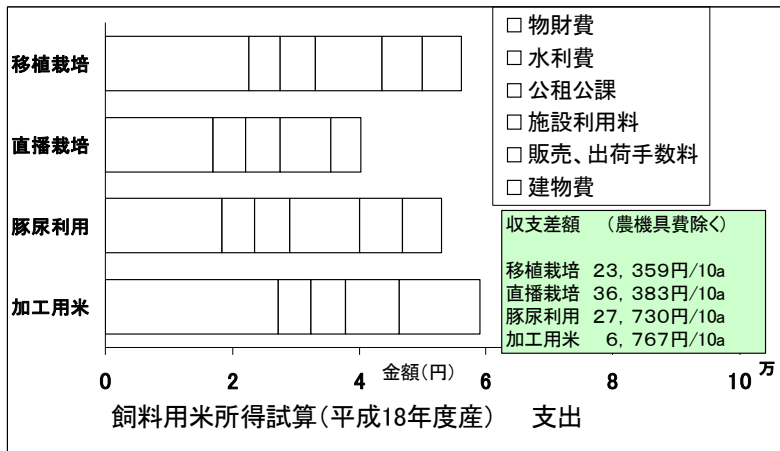 移植栽培
直播栽培
豚尿利用
加工用米
□ 物財費
□ 水利費
□ 公租公課
□ 施設利用料
□ 販売、出荷手数料
□ 建物費
収支差額 （農機具費除く）
移植栽培 23, 359円/10a
直播栽培 36, 383円/10a
豚尿利用 27, 730円/10a
加工用米 6, 767円/10a
0 2 4 6 8 10 万
金額（円）
飼料用米所得試算（平成18年度産） 支出